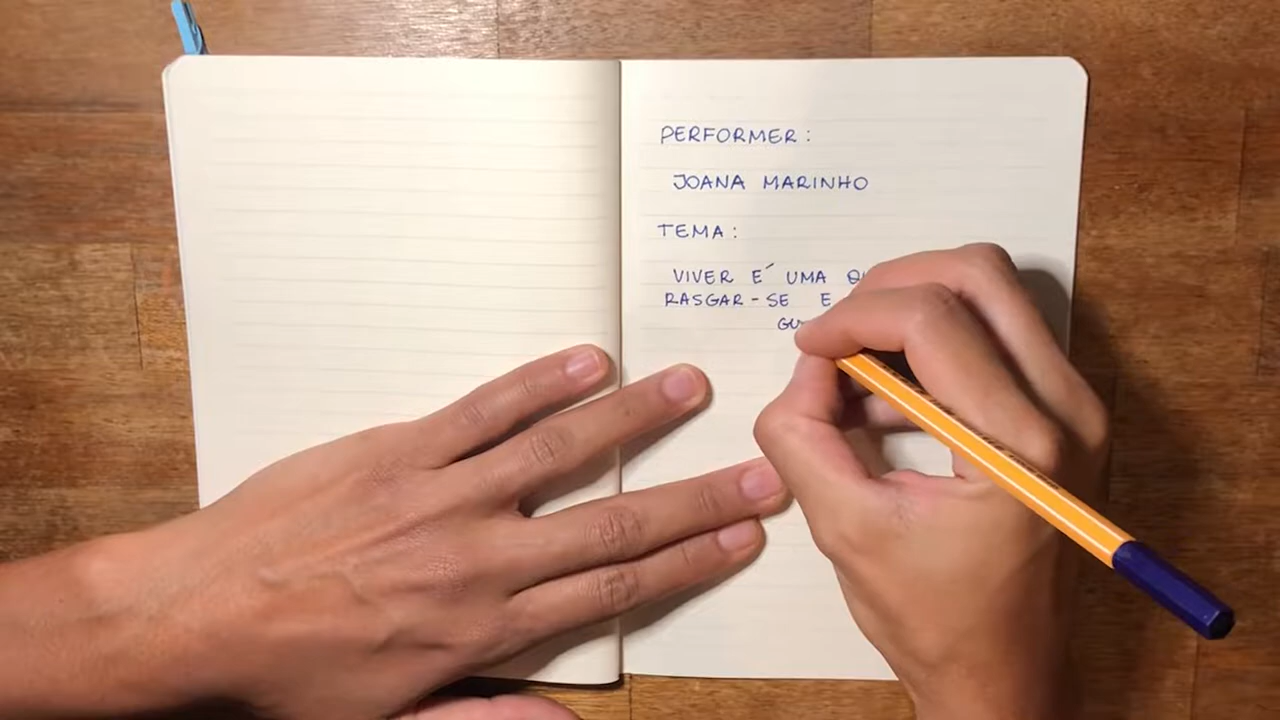 PERFORMER:
JOANA MARINHO
TEMA:
VIVER É UMA
RASGAR-SE E